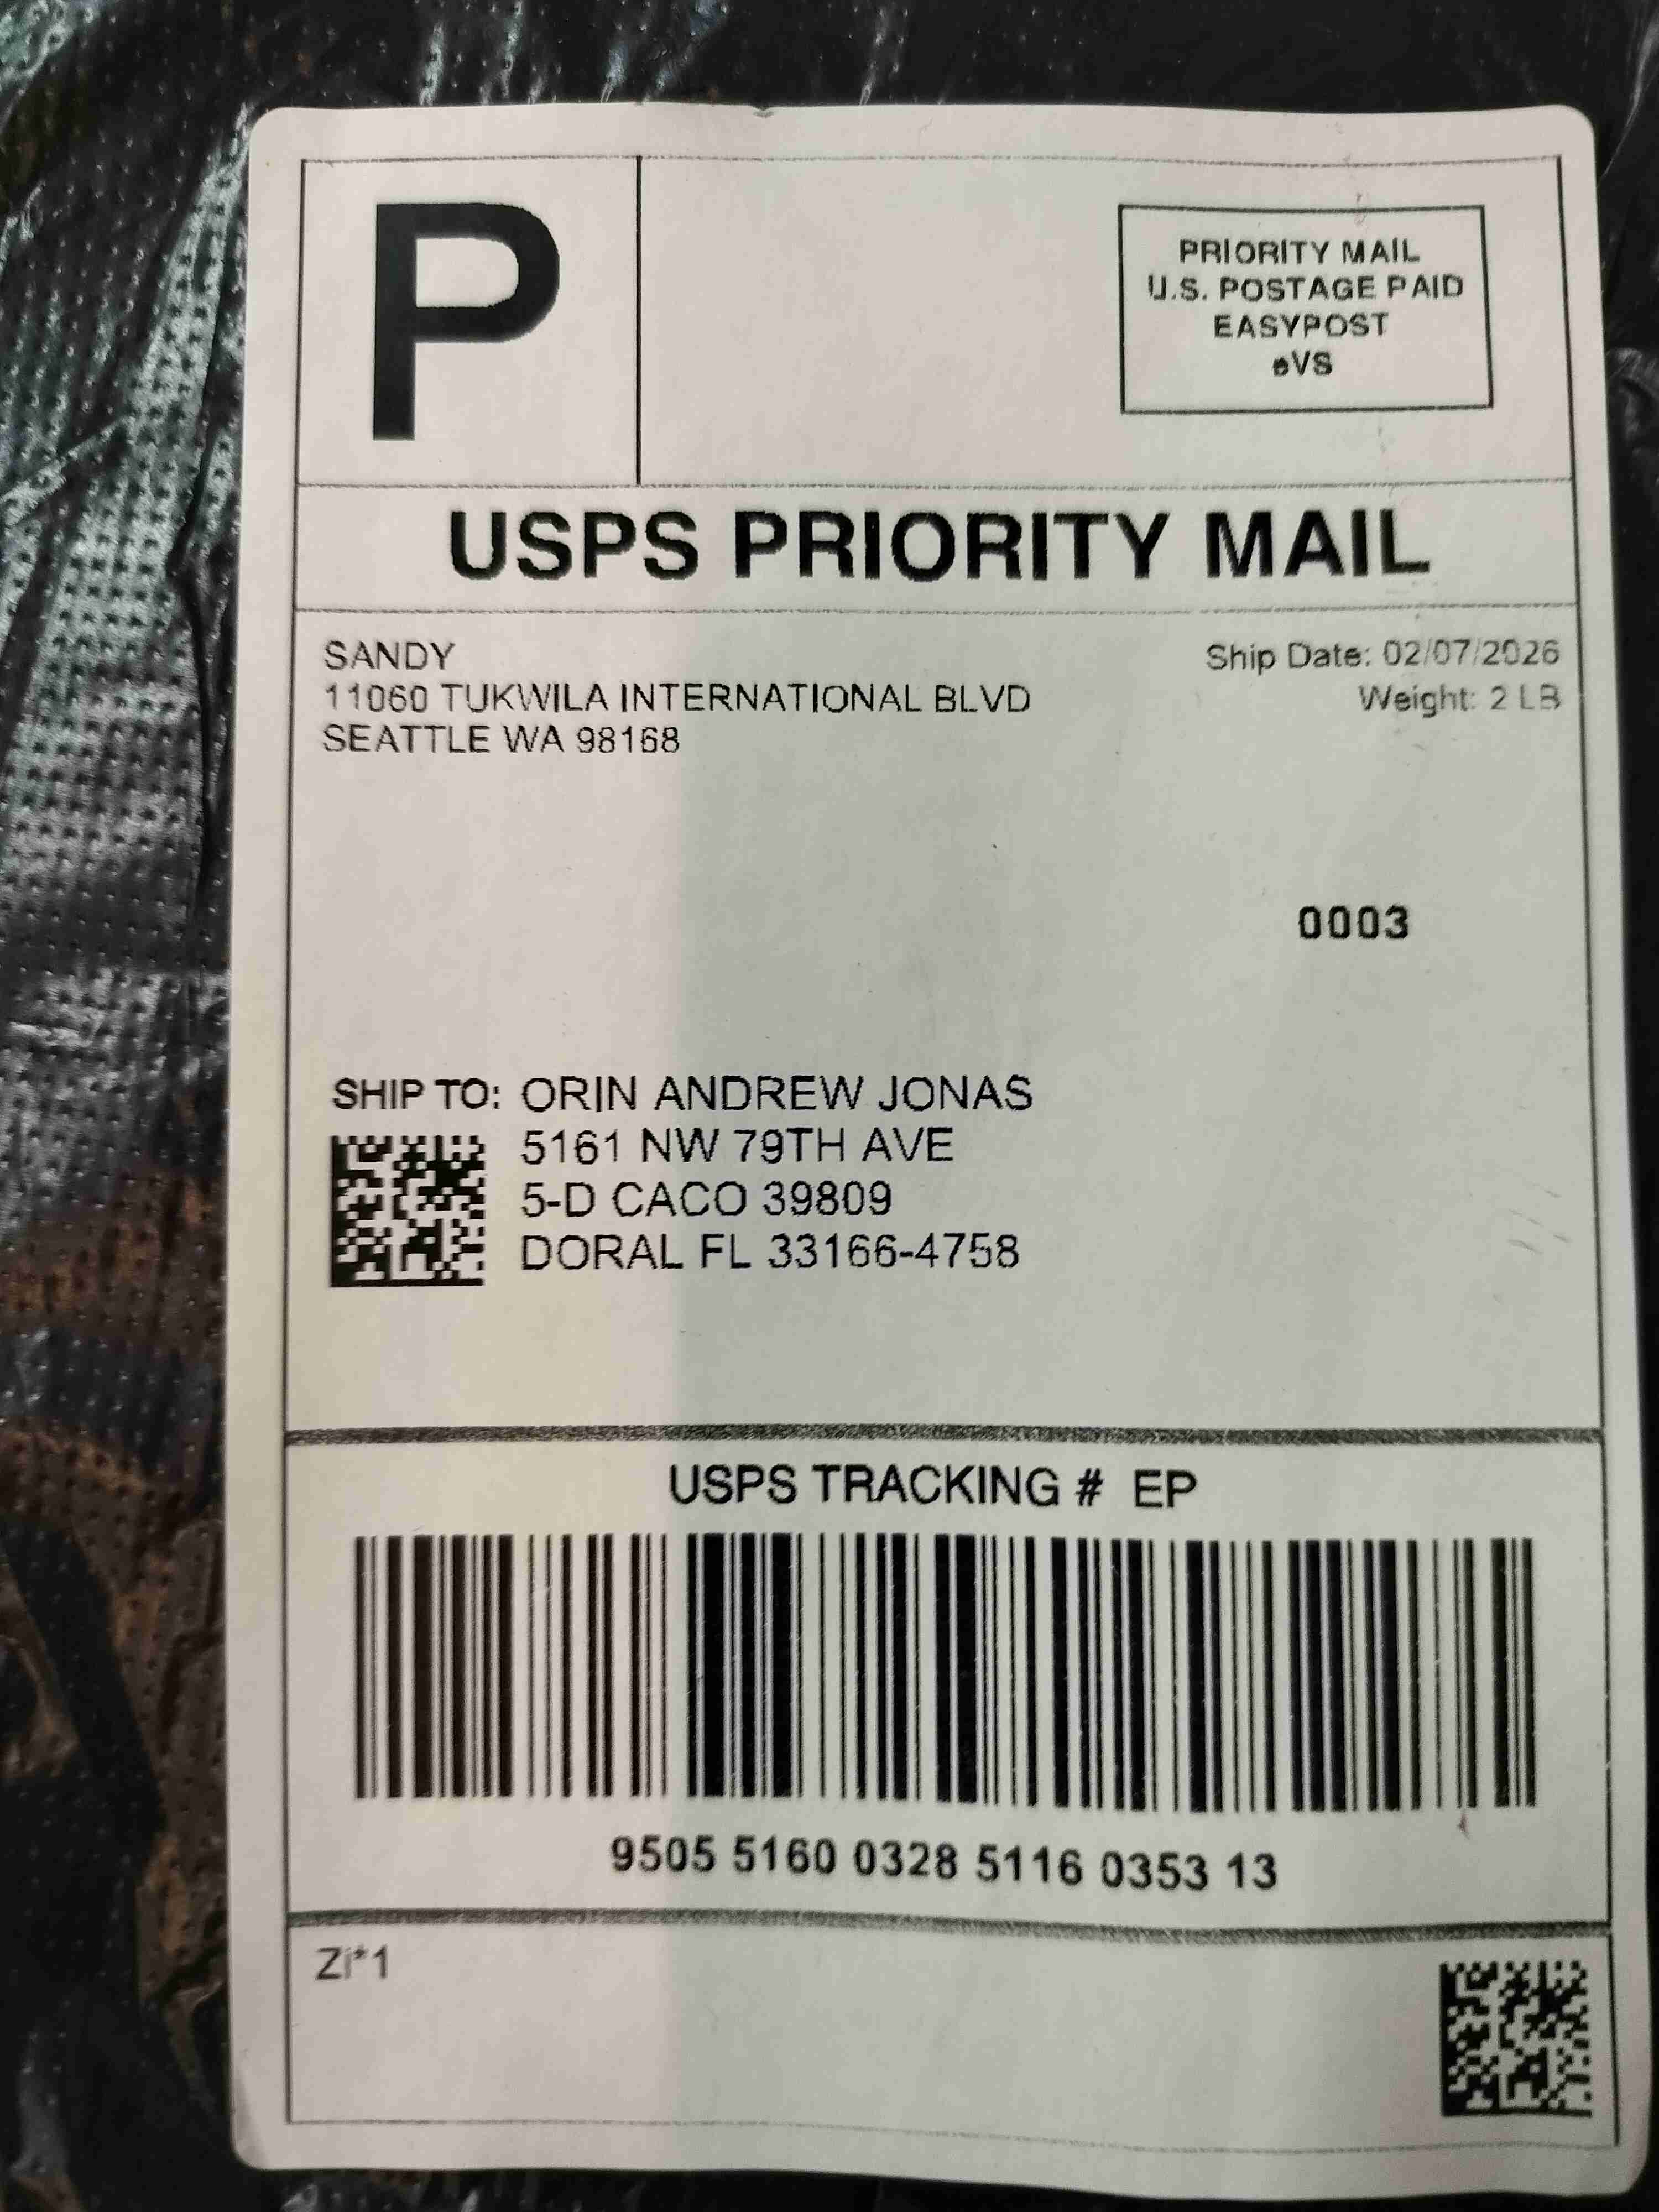 P
PRIORITY MAIL
U.S. POSTAGE PAID
EASYPOST
eVS
USPS PRIORITY MAIL
SANDY
11060 TUKWILA INTERNATIONAL BLVD
SEATTLE WA 98168
Ship Date: 02/07/2026
Weight: 2 LB
0003
SHIP TO: ORIN ANDREW JONAS
5161 NW 79TH AVE
5-D CACO 39809
DORAL FL 33166-4758
USPS TRACKING # EP
9505 5160 0328 5116 0353 13
Zi*1